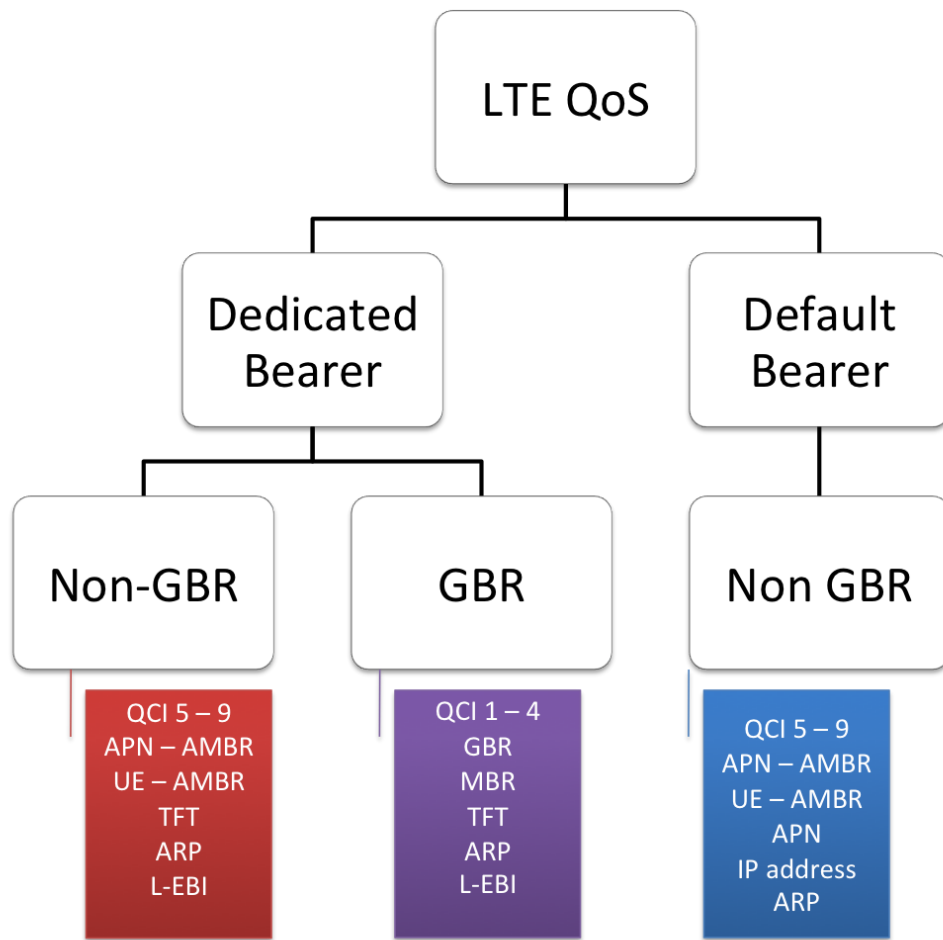 LTE QoS
Dedicated
Bearer
Default
Bearer
Non-GBR
GBR
Non GBR
QCI 5 – 9
APN – AMBR
UE – AMBR
TFT
ARP
L-EBI
QCI 1 – 4
GBR
MBR
TFT
ARP
L-EBI
QCI 5 – 9
APN – AMBR
UE – AMBR
APN
IP address
ARP